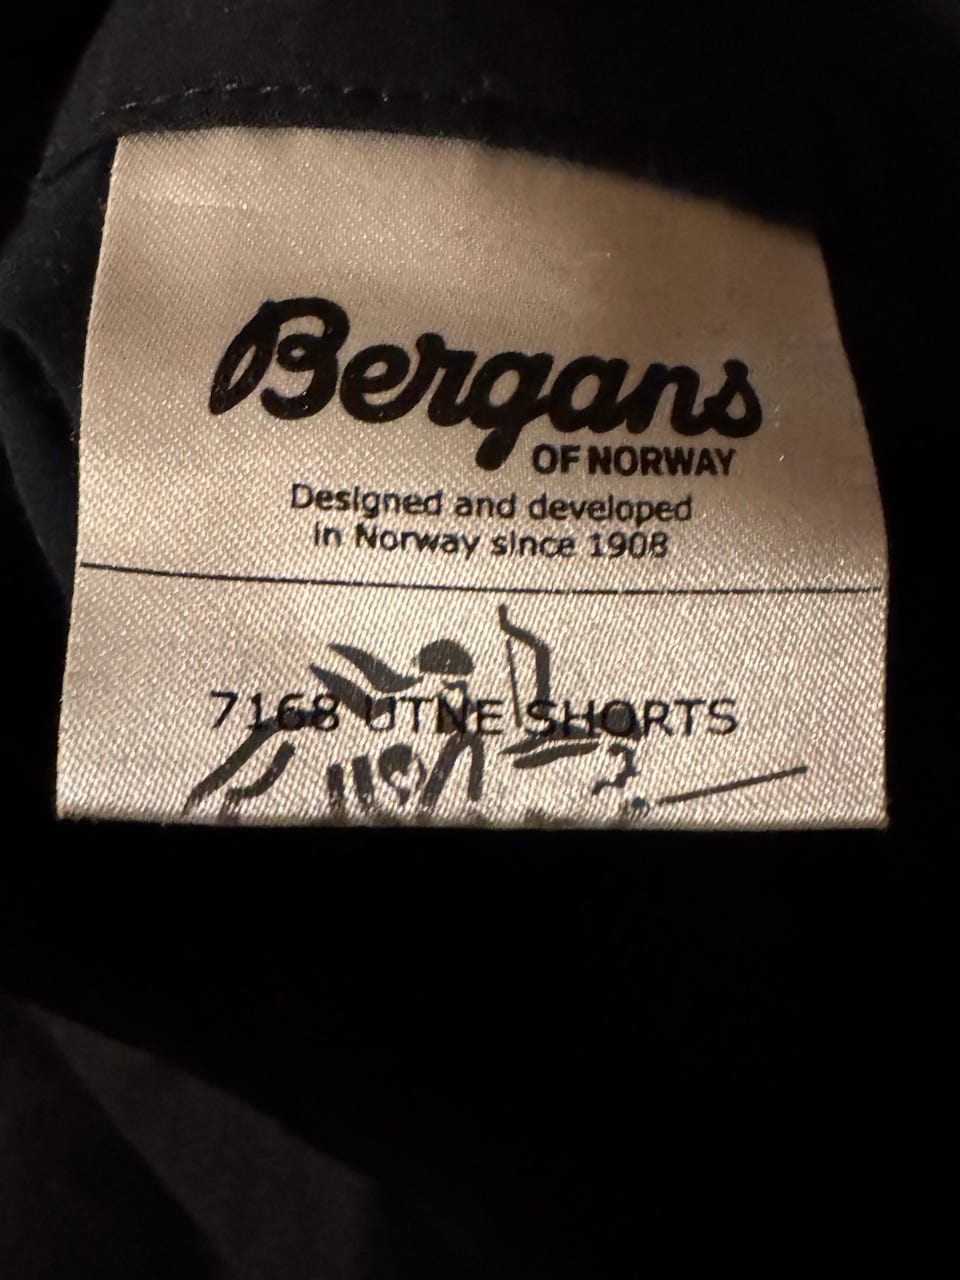 Bergans
OF NORWAY
Designed and developed
in Norway since 1908
7168 UTNE SHORTS